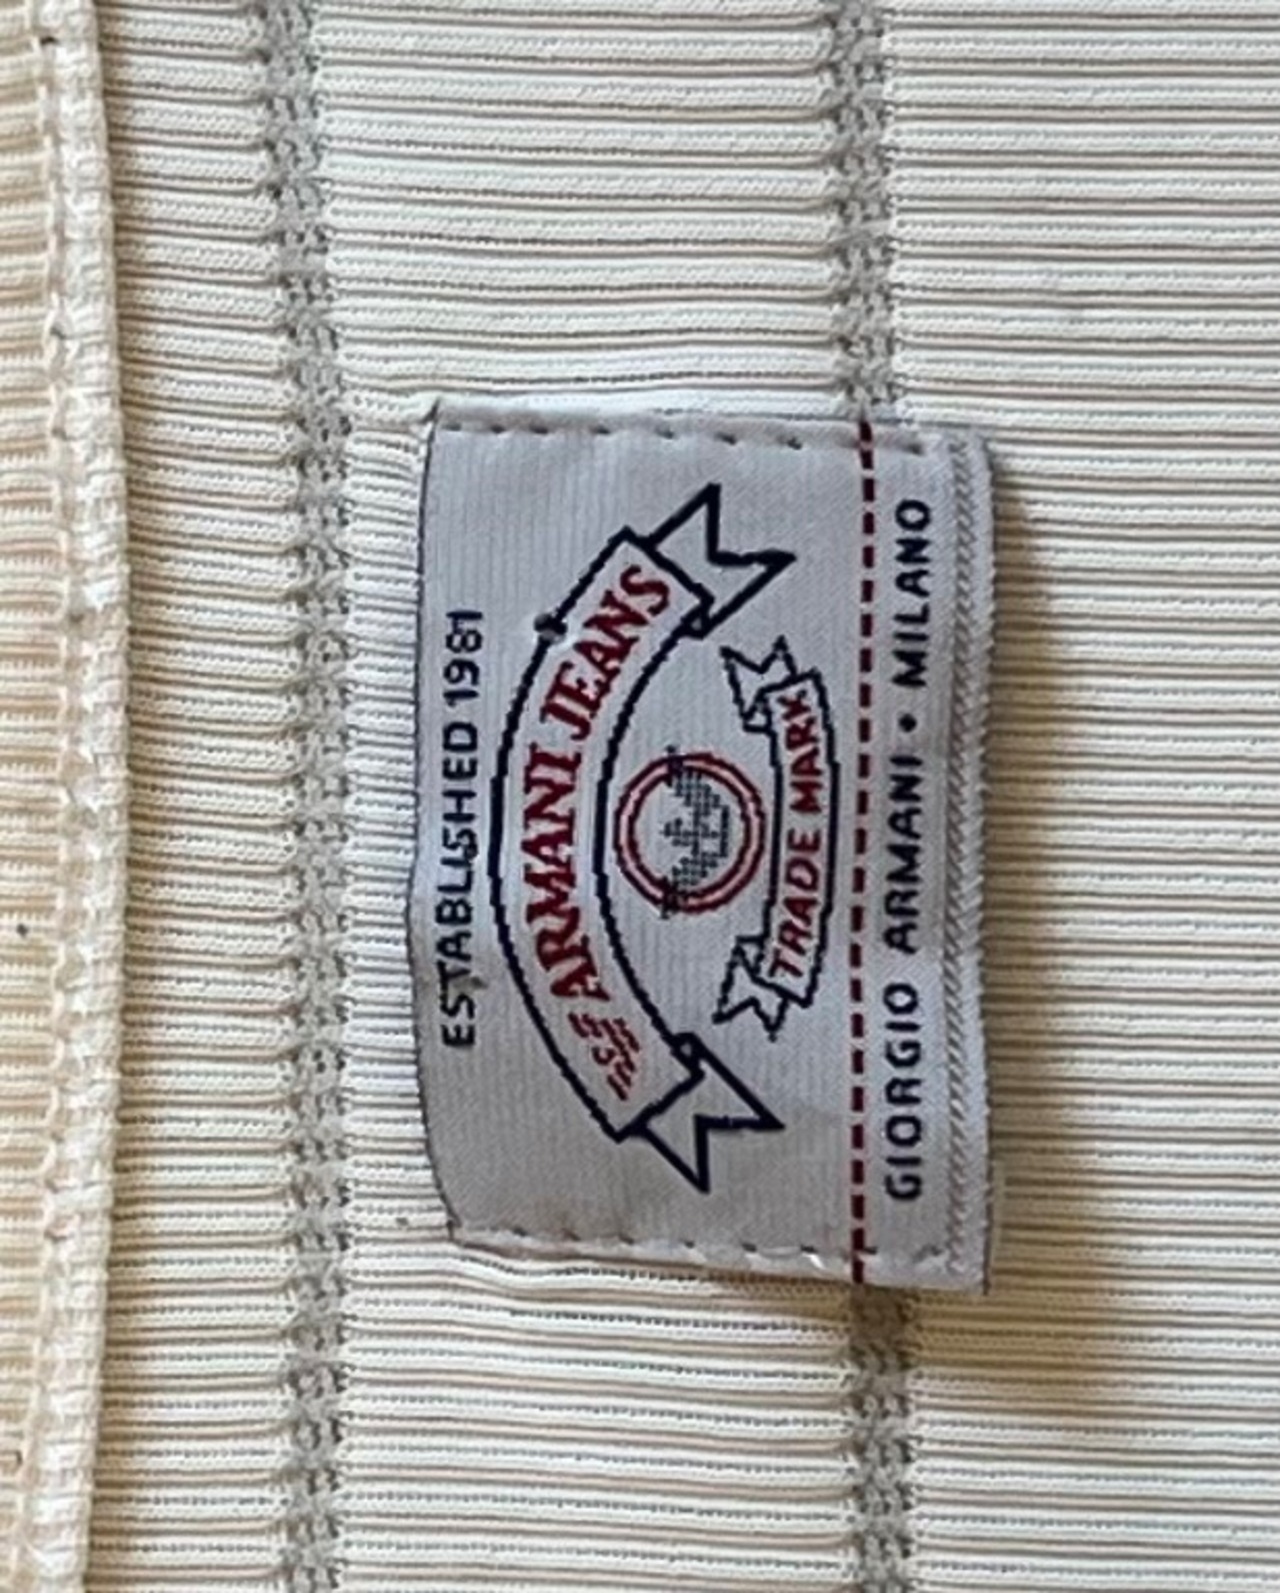 ESTABLISHED 1981
ARMANI JEANS
TRADE MARK
GIORGIO ARMANI • MILANO